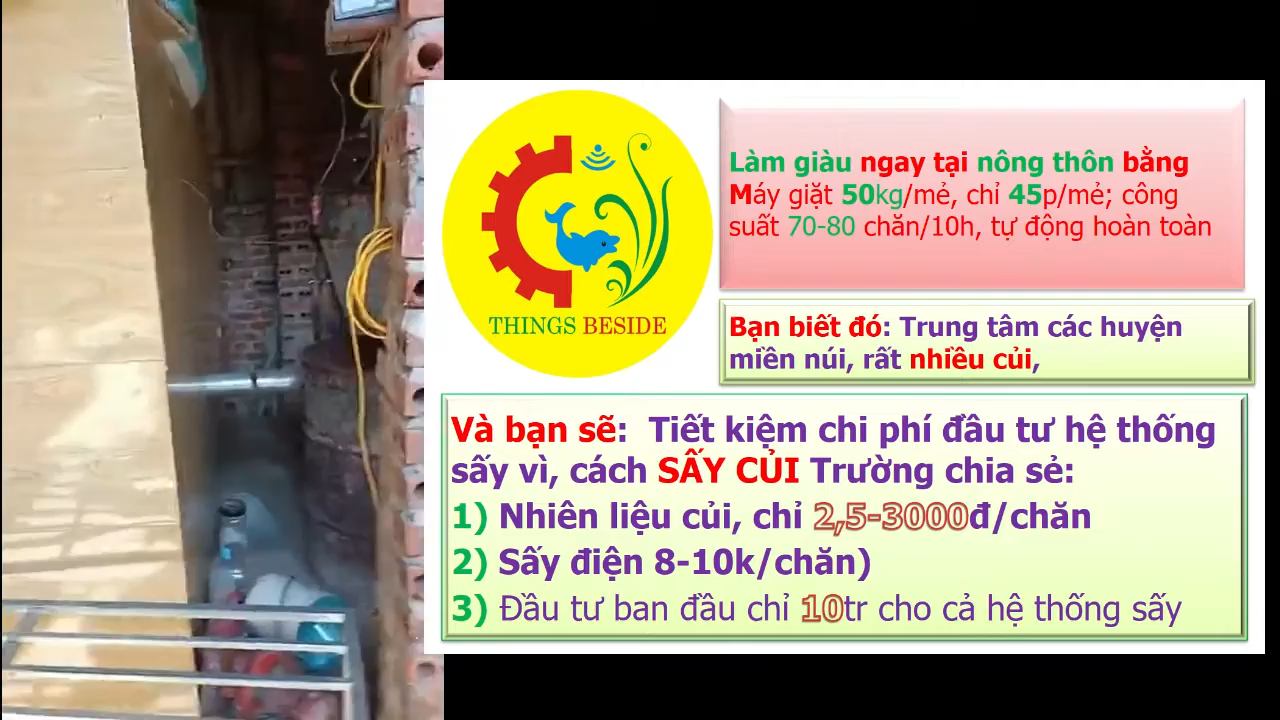 THINGS BESIDE
Làm giàu ngay tại nông thôn bằng
Máy giặt 50kg/mẻ, chỉ 45p/mẻ; công
suất 70-80 chăn/10h, tự động hoàn toàn
Bạn biết đó: Trung tâm các huyện
miền núi, rất nhiều củi,
Và bạn sẽ: Tiết kiệm chi phí đầu tư hệ thống
sấy vì, cách SẤY CỦI Trường chia sẻ:
1) Nhiên liệu củi, chỉ 2,5-3000đ/chăn
2) Sấy điện 8-10k/chăn)
3) Đầu tư ban đầu chỉ 10tr cho cả hệ thống sấy